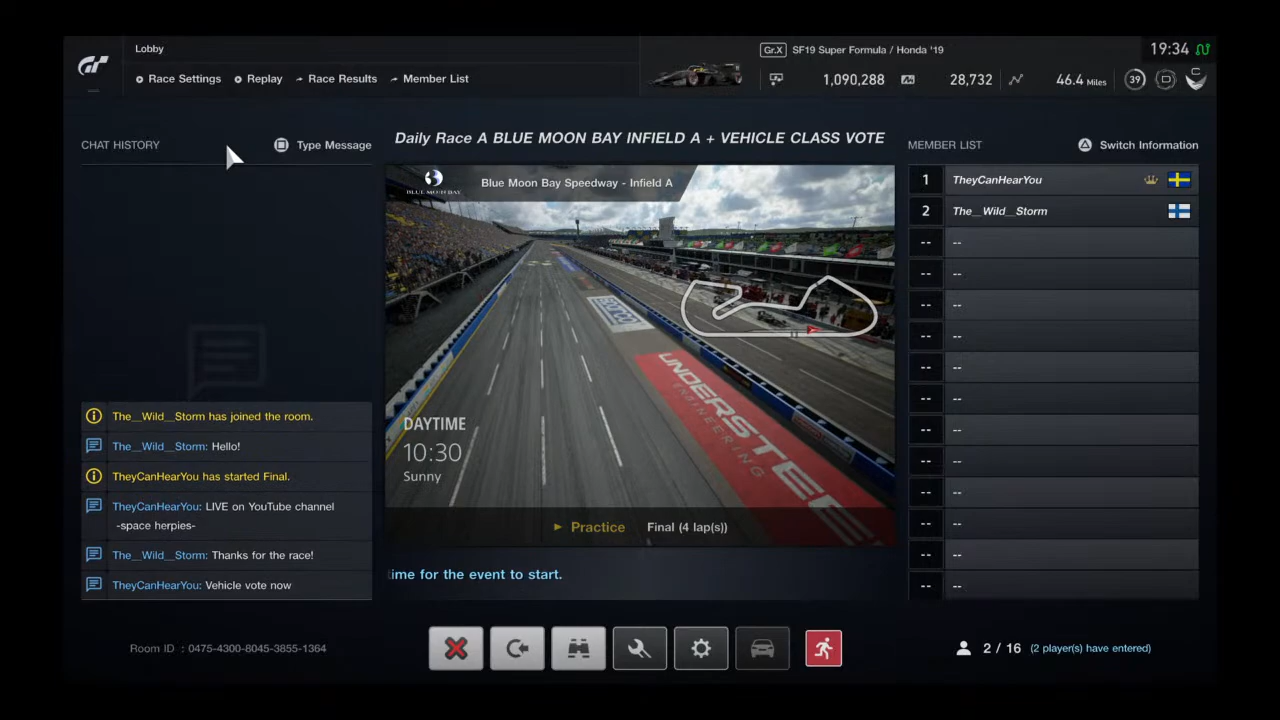 Lobby
Race Settings
Replay
Race Results
Member List
Gr.X
SF19 Super Formula / Honda '19
19:34
1,090,288
28,732
46.4 Miles
39
D
C
CHAT HISTORY
Type Message
Daily Race A BLUE MOON BAY INFIELD A + VEHICLE CLASS VOTE
MEMBER LIST
Switch Information
BLUE MOON BAY
Blue Moon Bay Speedway - Infield A
UNDERSTEE
ENGINEERING
DAYTIME
10:30
Sunny
Practice
Final (4 lap(s))
ime for the event to start.
1 TheyCanHearYou
2 The__Wild__Storm
-- --
-- --
-- --
-- --
-- --
-- --
-- --
-- --
-- --
-- --
-- --
-- --
The__Wild__Storm has joined the room.
The__Wild__Storm: Hello!
TheyCanHearYou has started Final.
TheyCanHearYou: LIVE on YouTube channel
-space herpies-
The__Wild__Storm: Thanks for the race!
TheyCanHearYou: Vehicle vote now
Room ID : 0475-4300-8045-3855-1364
2 / 16
(2 player(s) have entered)